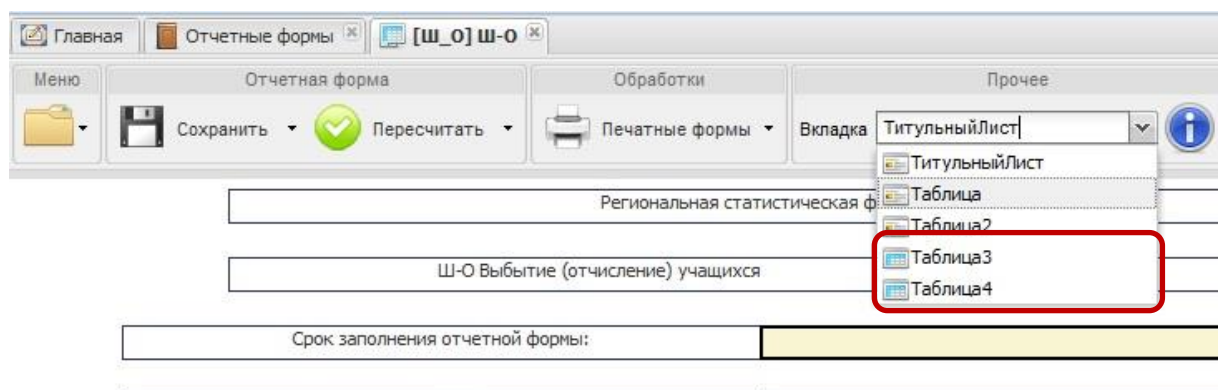 Главная Отчетные формы [Ш_О] Ш-О
Меню Отчетная форма Обработки Прочее
Сохранить Пересчитать Печатные формы Вкладка ТитульныйЛист
ТитульныйЛист
Таблица
Региональная статистическая ф
Таблица2
Таблица3
Ш-О Выбытие (отчисление) учащихся
Таблица4
Срок заполнения отчетной формы: